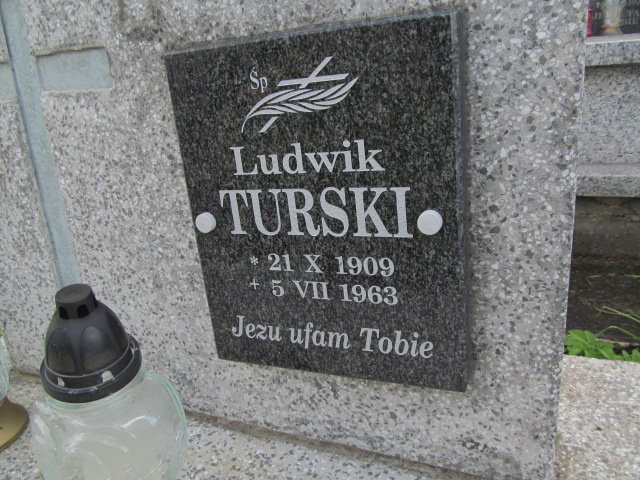 Śp
Ludwik
TURSKI
* 21 X 1909
+ 5 VII 1963
Jezu ufam Tobie